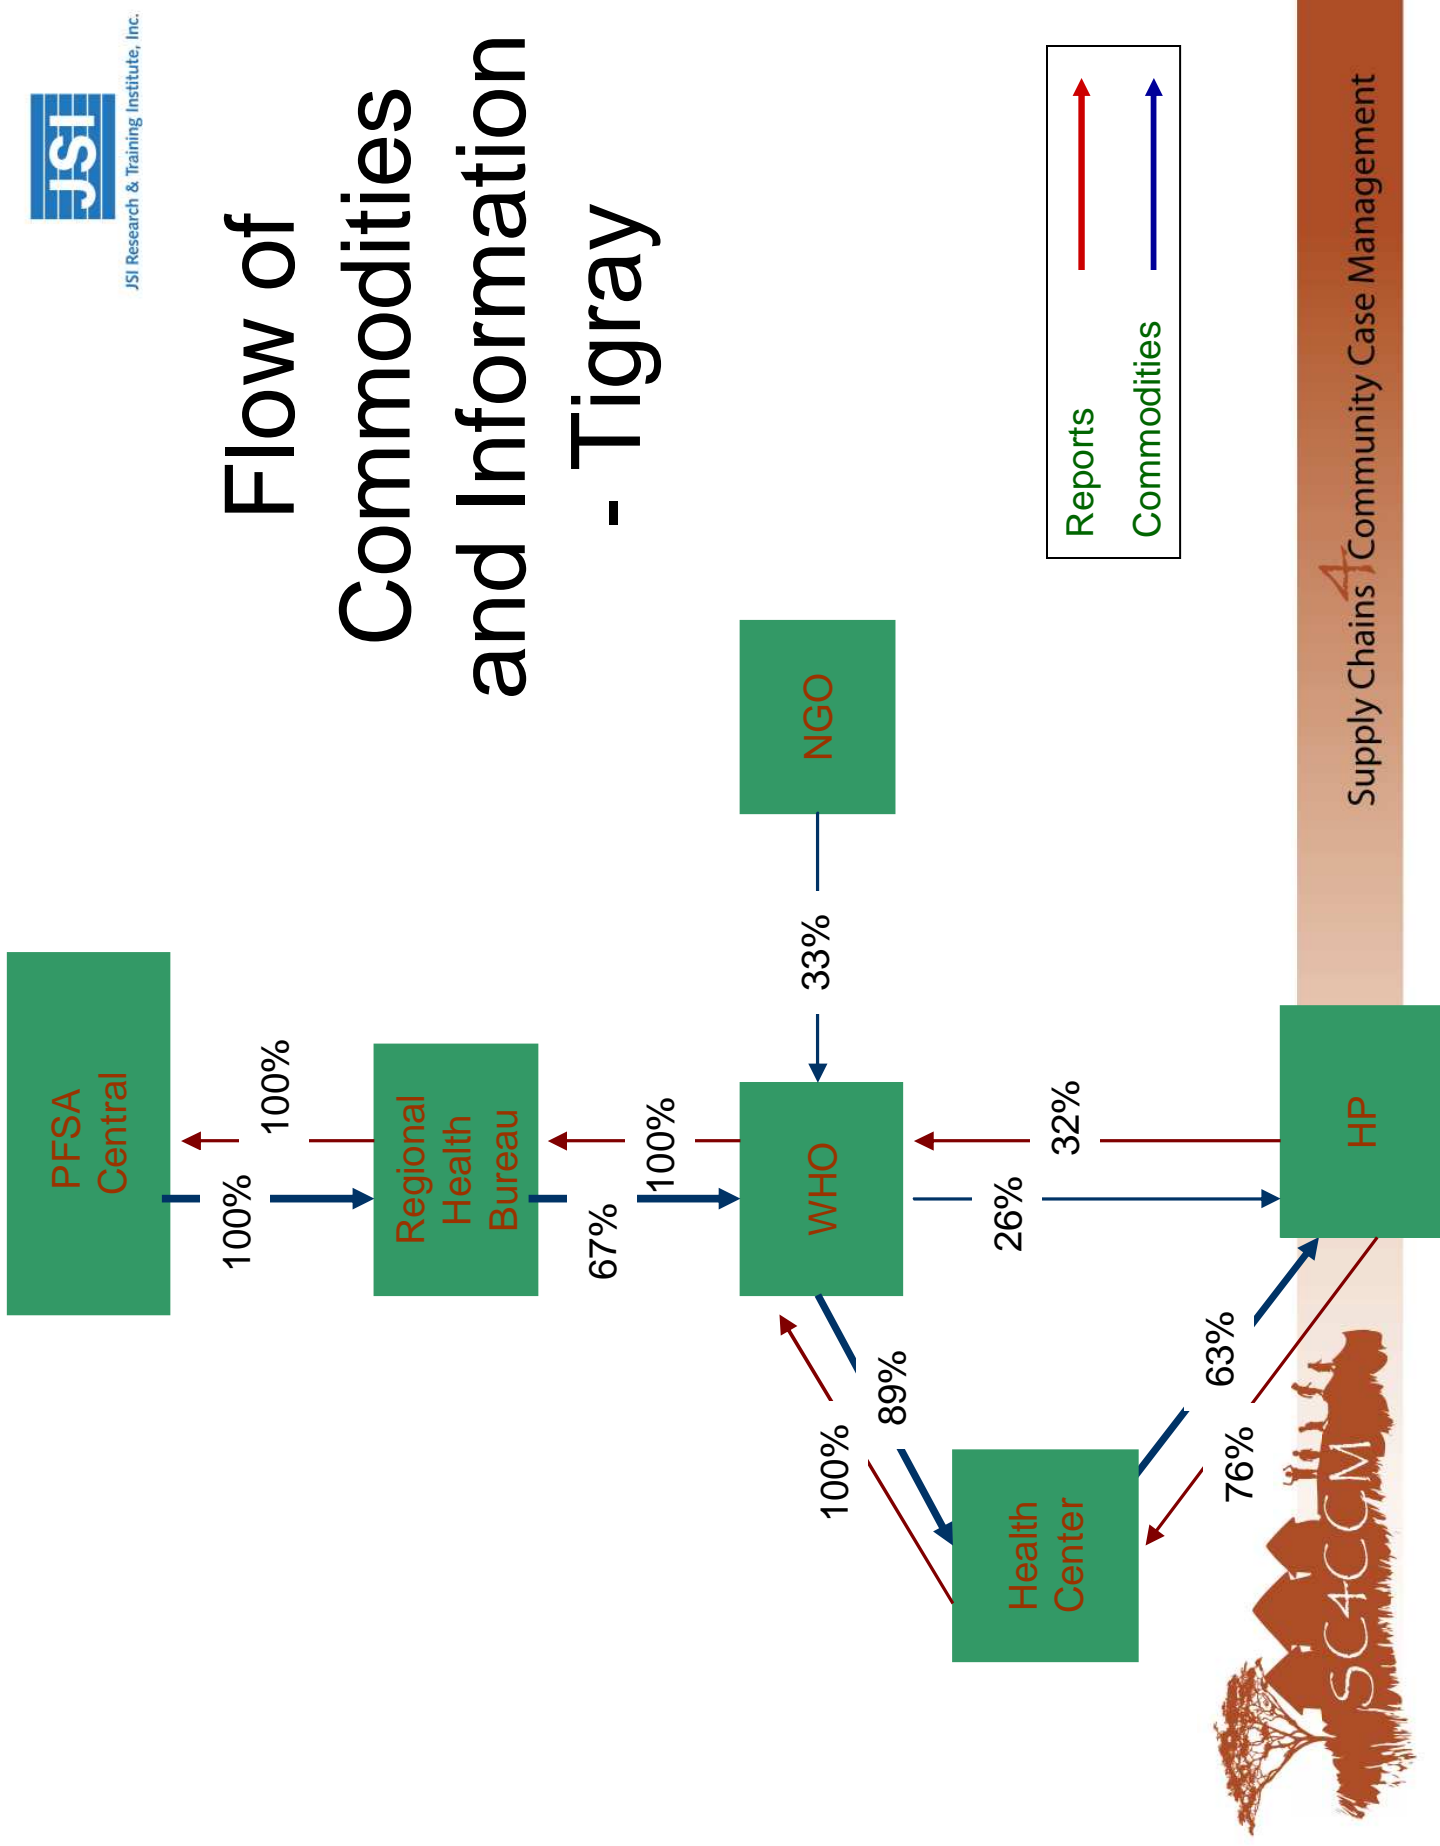 JSI
JSI Research & Training Institute, Inc.
Flow of
Commodities
and Information
- Tigray
PFSA
Central
100%
100%
Regional
Health
Bureau
67%
100%
WHO
33%
NGO
100%
89%
26%
32%
Health
Center
76%
63%
HP
Reports
Commodities
SC4CCM
Supply Chains 4 Community Case Management